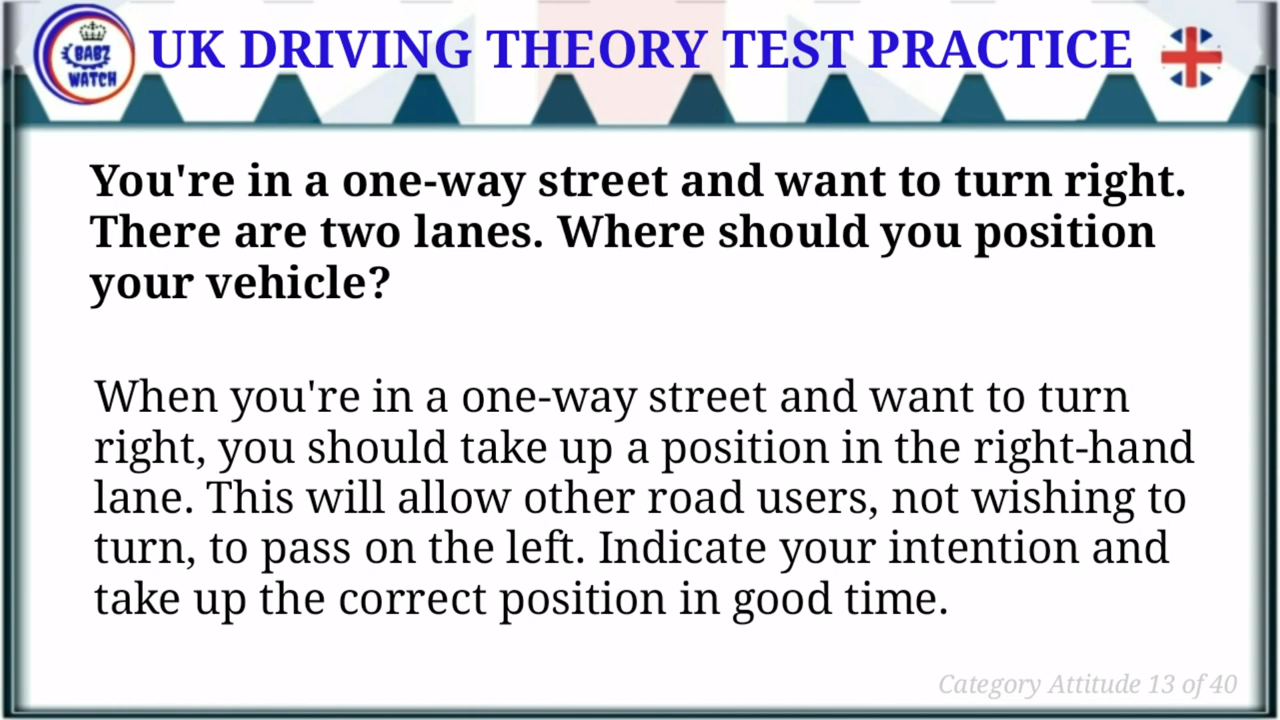 BABZ
WATCH
UK DRIVING THEORY TEST PRACTICE
You're in a one-way street and want to turn right.
There are two lanes. Where should you position
your vehicle?
When you're in a one-way street and want to turn
right, you should take up a position in the right-hand
lane. This will allow other road users, not wishing to
turn, to pass on the left. Indicate your intention and
take up the correct position in good time.
Category Attitude 13 of 40